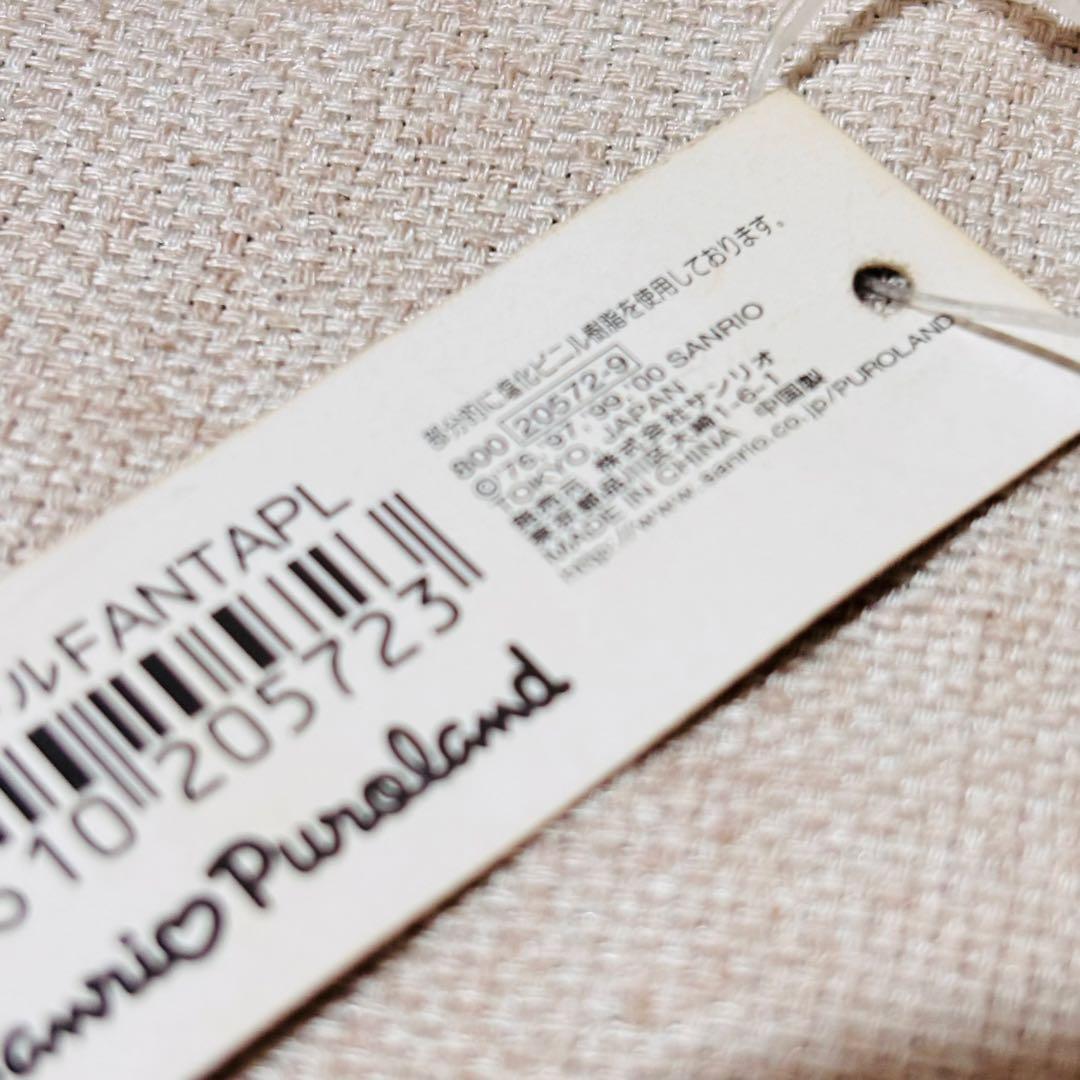 部分的に塩化ビニル樹脂を使用しております。
800 20572-9
©'76,'97,'99,'00 SANRIO
TOKYO, JAPAN
発売元 株式会社サンリオ
東京都品川区大崎1-6-1
MADE IN CHINA 中国製
http://www.sanrio.co.jp/PUROLAND
ルFANTAPL
10 205723
anrio♡Puroland